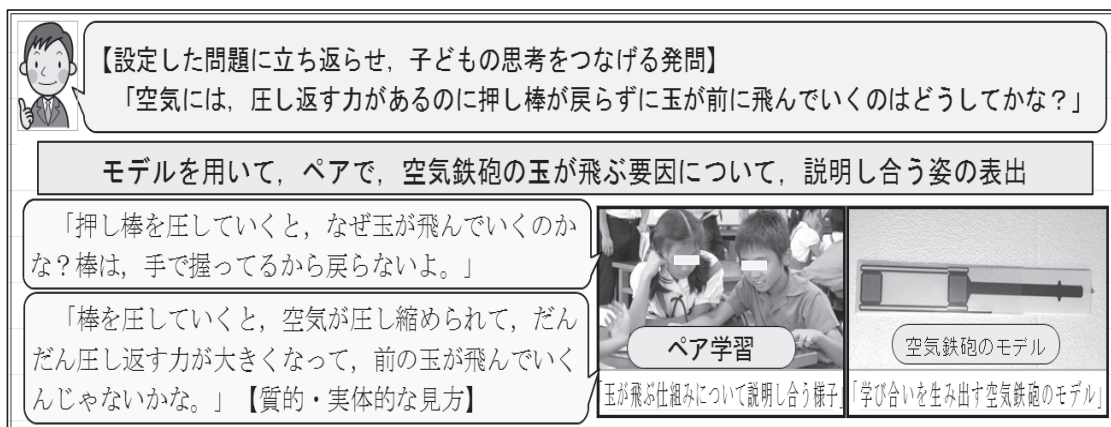 【設定した問題に立ち返らせ，子どもの思考をつなげる発問】
「空気には，圧し返す力があるのに押し棒が戻らずに玉が前に飛んでいくのはどうしてかな？」
モデルを用いて，ペアで，空気鉄砲の玉が飛ぶ要因について，説明し合う姿の表出
「押し棒を圧していくと，なぜ玉が飛んでいくのか
な？棒は，手で握ってるから戻らないよ。」
「棒を圧していくと，空気が圧し縮められて，だん
だん圧し返す力が大きくなって，前の玉が飛んでいく
んじゃないかな。」【質的・実体的な見方】
ペア学習
空気鉄砲のモデル
「玉が飛ぶ仕組みについて説明し合う様子」
「学び合いを生み出す空気鉄砲のモデル」